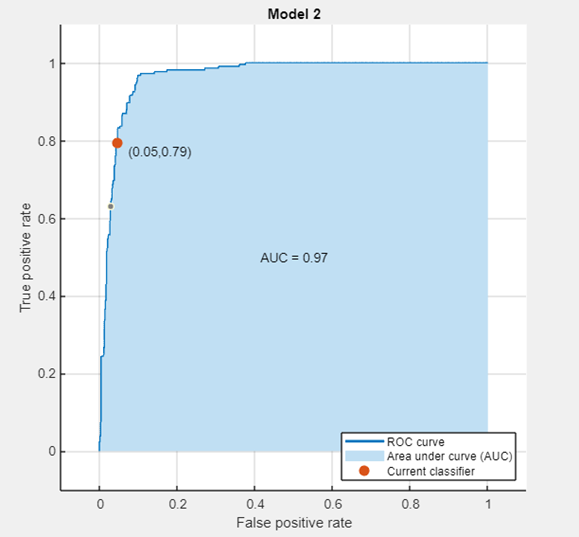 Model 2
1
0.8
0.6
0.4
0.2
0
True positive rate
(0.05,0.79)
AUC = 0.97
ROC curve
Area under curve (AUC)
Current classifier
0 0.2 0.4 0.6 0.8 1
False positive rate